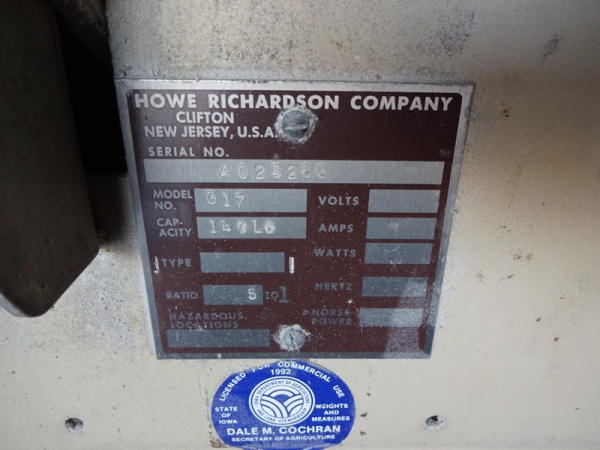 HOWE RICHARDSON COMPANY
CLIFTON
NEW JERSEY, U.S.A.
SERIAL NO.
MODEL NO. G17
VOLTS
CAP-ACITY 140LG
AMPS
TYPE
WATTS
RATIO 5 TO 1
HERTZ
HAZARDOUS LOCATIONS
HORSE POWER
LICENSED FOR COMMERCIAL USE
1992
STATE OF IOWA
WEIGHTS AND MEASURES
DALE M. COCHRAN
SECRETARY OF AGRICULTURE